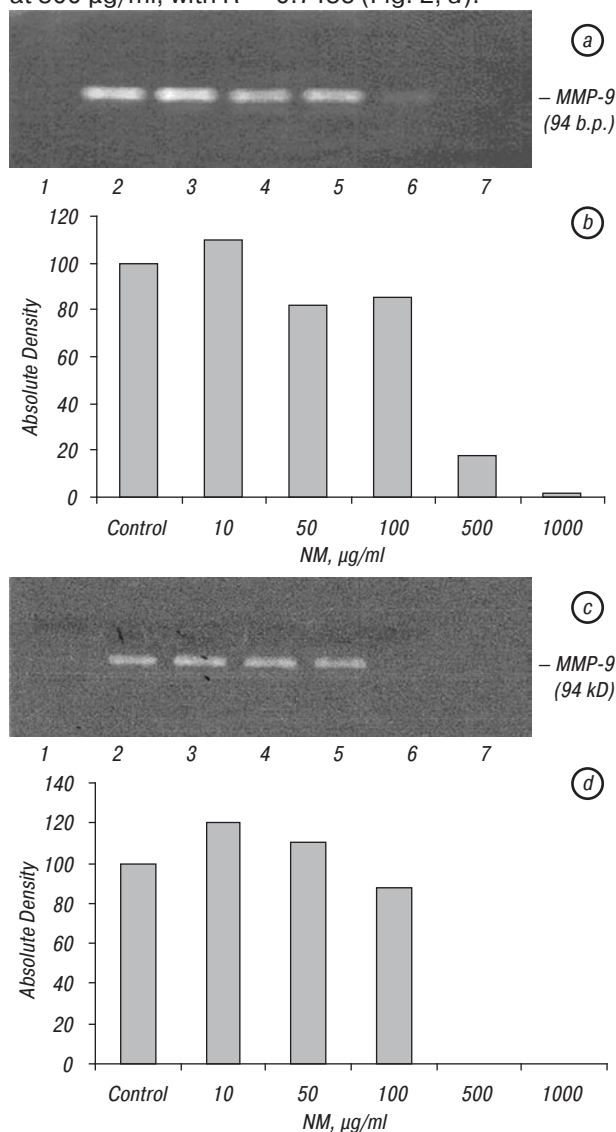 µg/ml, with (Fig. 2, d).
a
– MMP-9
(94 b.p.)
1 2 3 4 5 6 7
b
120
100
80
60
40
20
0
Absolute Density
Control 10 50 100 500 1000
NM, µg/ml
c
– MMP-9
(94 kD)
1 2 3 4 5 6 7
d
140
120
100
80
60
40
20
0
Absolute Density
Control 10 50 100 500 1000
NM, µg/ml